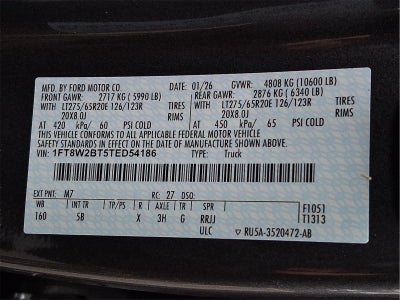 MFD. BY FORD MOTOR CO. 01/26 GVWR: 4808 KG (10600 LB)
FRONT GAWR: 2717 KG ( 5990 LB) REAR GAWR: 2876 KG ( 6340 LB)
LT275/65R20E 126/123R TIRES LT275/65R20E 126/123R TIRES
20X8.0J RIMS 20X8.0J RIMS
AT 420 kPa/ 60 PSI COLD AT 450 kPa/ 65 PSI COLD
THIS VEHICLE CONFORMS TO ALL APPLICABLE FEDERAL MOTOR VEHICLE
SAFETY STANDARDS IN EFFECT ON THE DATE OF MANUFACTURE SHOWN ABOVE.
VIN: 1FT8W2BT5TED54186 TYPE: Truck
EXT PNT: M7 RC: 27 DSO:
WB INT TR TP/PS R AXLE TR SPR F1051
160 5B X 3H G RRJJ T1313
ULC RU5A-3520472-AB